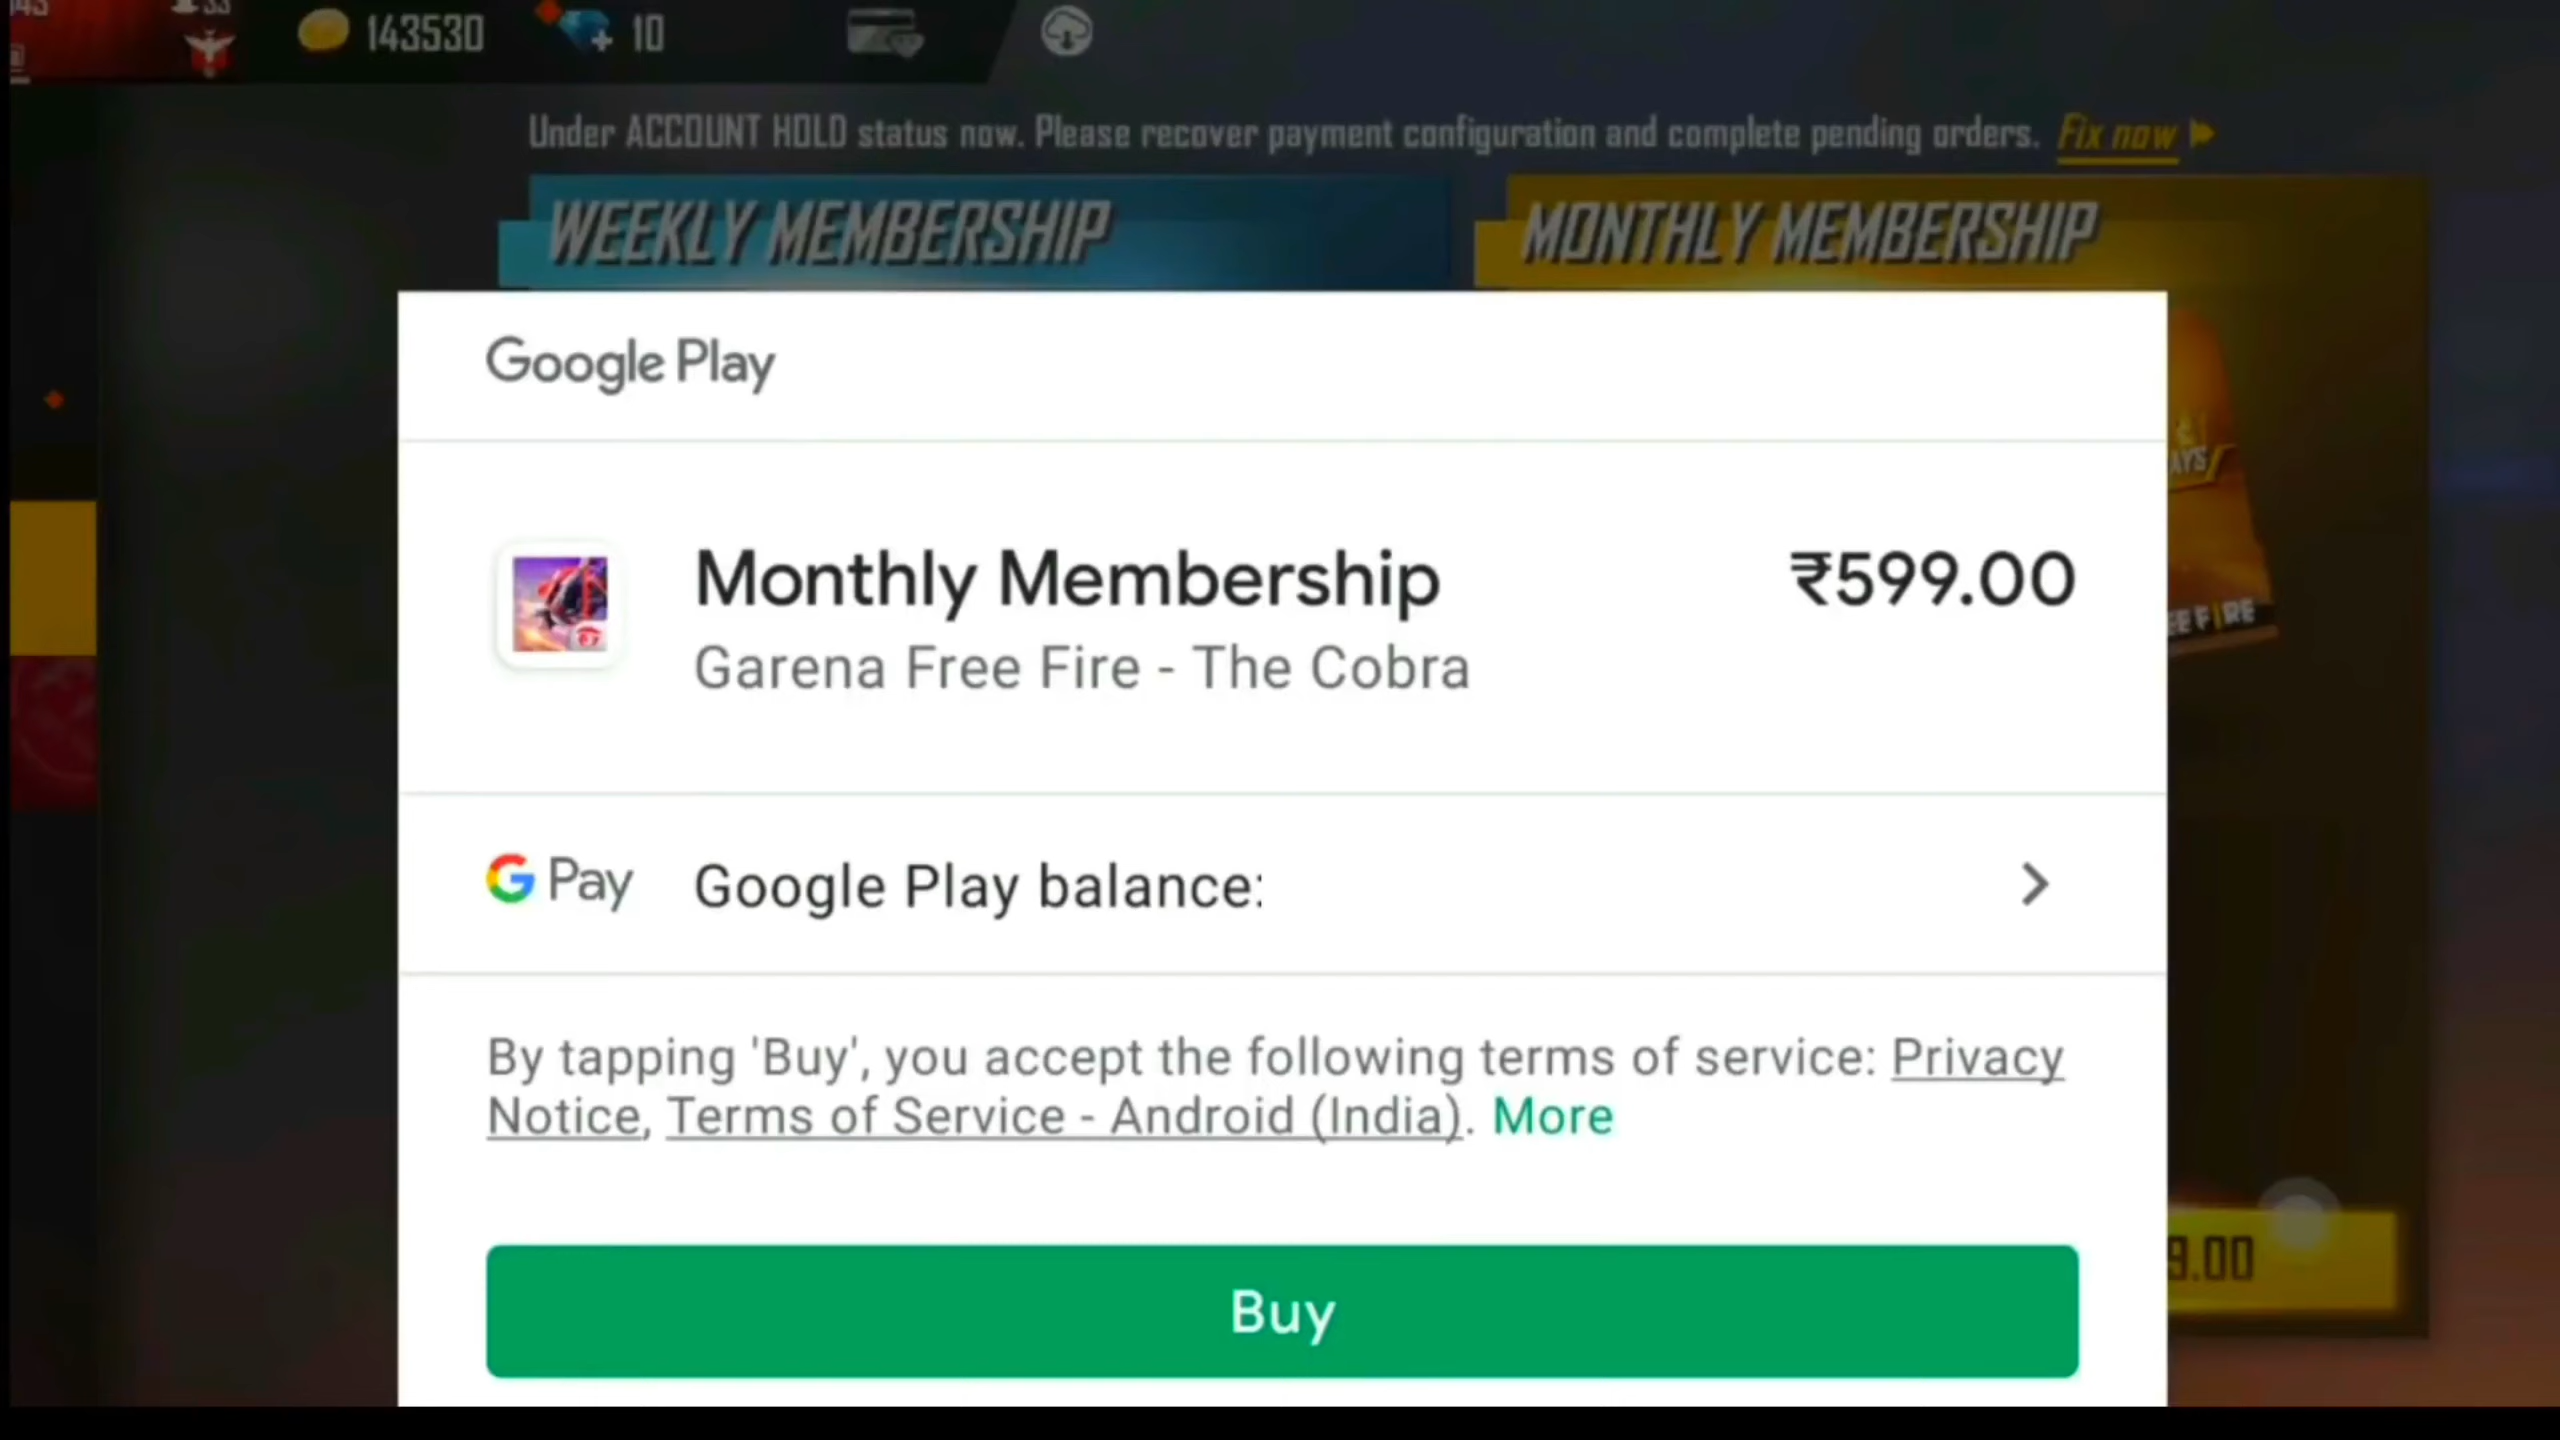 143530
10
Under ACCOUNT HOLD status now. Please recover payment configuration and complete pending orders. Fix now
WEEKLY MEMBERSHIP
MONTHLY MEMBERSHIP
Google Play
Monthly Membership
₹599.00
Garena Free Fire - The Cobra
G Pay
Google Play balance:
By tapping 'Buy', you accept the following terms of service: Privacy
Notice, Terms of Service - Android (India). More
9.00
Buy